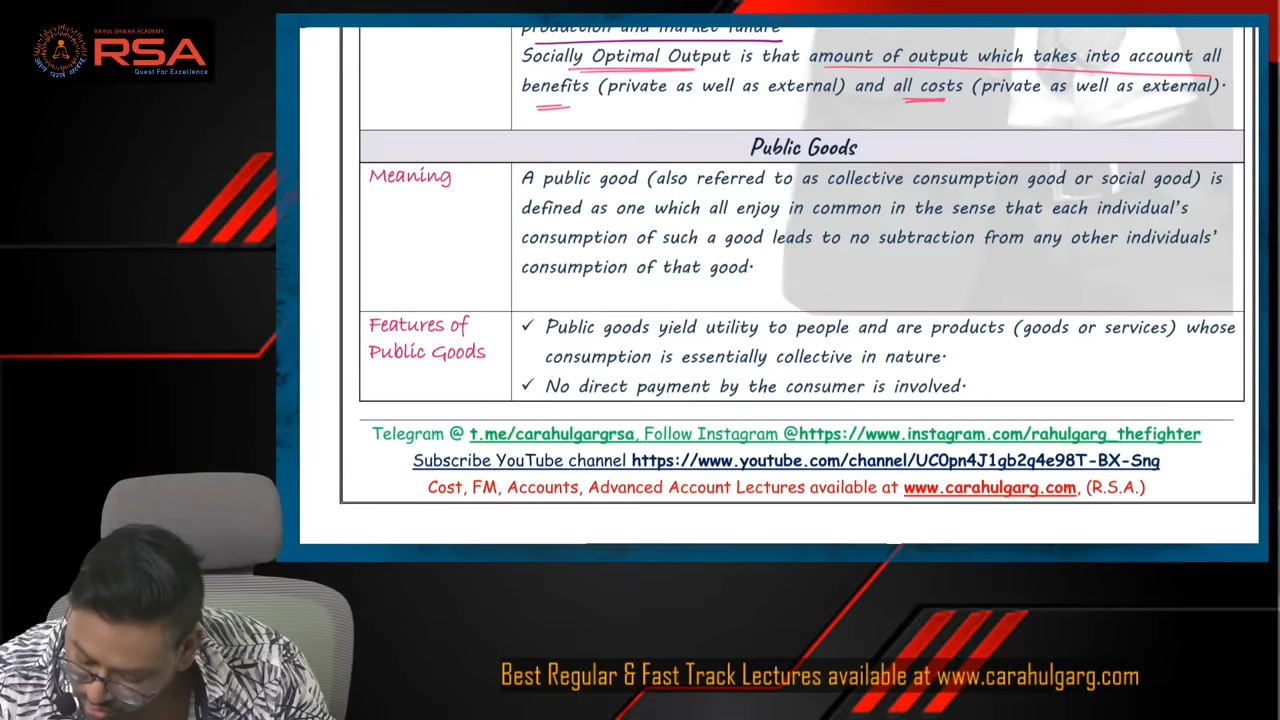 RAHUL SHIKHA ACADEMY
RSA
Quest For Excellence
production and market failure
Socially Optimal Output is that amount of output which takes into account all
benefits (private as well as external) and all costs (private as well as external).
Public Goods
Meaning
A public good (also referred to as collective consumption good or social good) is
defined as one which all enjoy in common in the sense that each individual's
consumption of such a good leads to no subtraction from any other individuals'
consumption of that good.
Features of
Public Goods
✓ Public goods yield utility to people and are products (goods or services) whose
consumption is essentially collective in nature.
✓ No direct payment by the consumer is involved.
Telegram @ t.me/carahulgargrsa, Follow Instagram @https://www.instagram.com/rahulgarg_thefighter
Subscribe YouTube channel https://www.youtube.com/channel/UC0pn4J1gb2q4e98T-BX-Sng
Cost, FM, Accounts, Advanced Account Lectures available at www.carahulgarg.com, (R.S.A.)
Best Regular & Fast Track Lectures available at www.carahulgarg.com